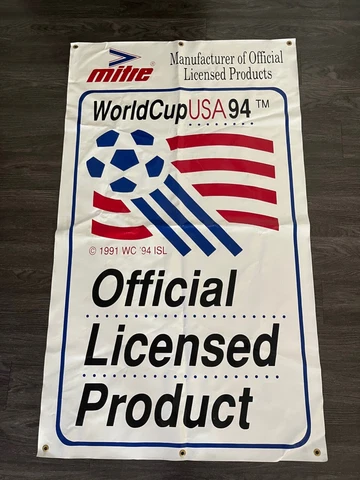 mitre
Manufacturer of Official
Licensed Products
WorldCupUSA94 TM
© 1991 WC '94 ISL
Official
Licensed
Product